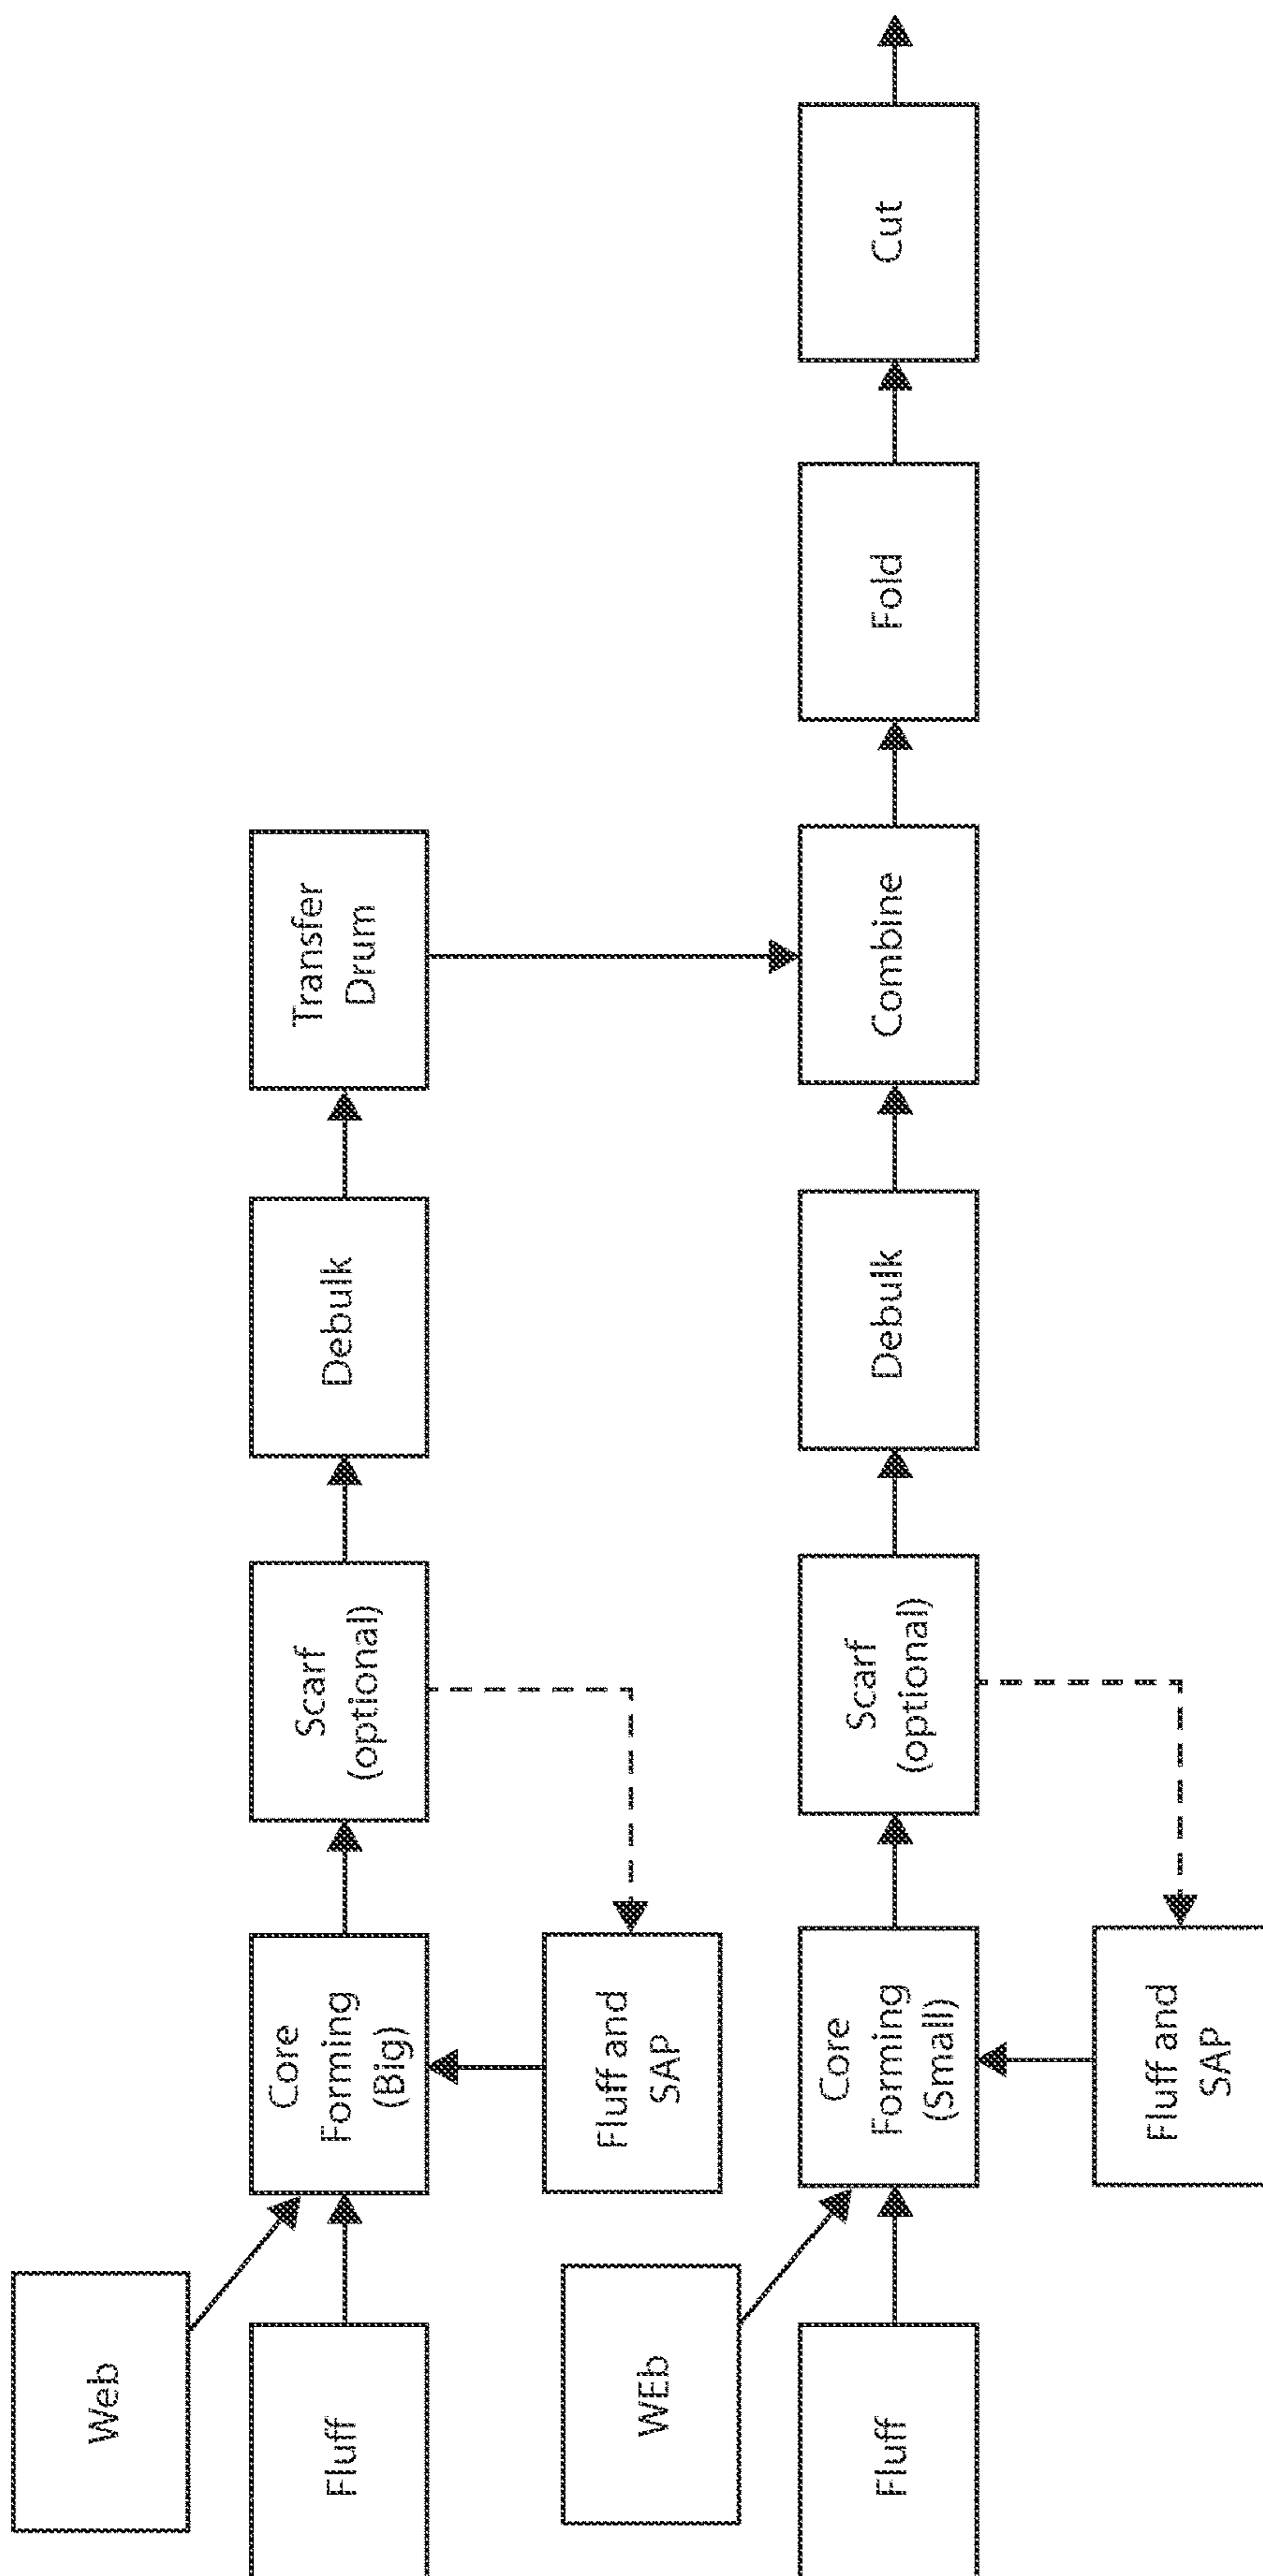 Web
Fluff
Core
Forming
(Big)
Fluff and
SAP
Scarf
(optional)
Debulk
Transfer
Drum
WEb
Fluff
Core
Forming
(Small)
Fluff and
SAP
Scarf
(optional)
Debulk
Combine
Fold
Cut